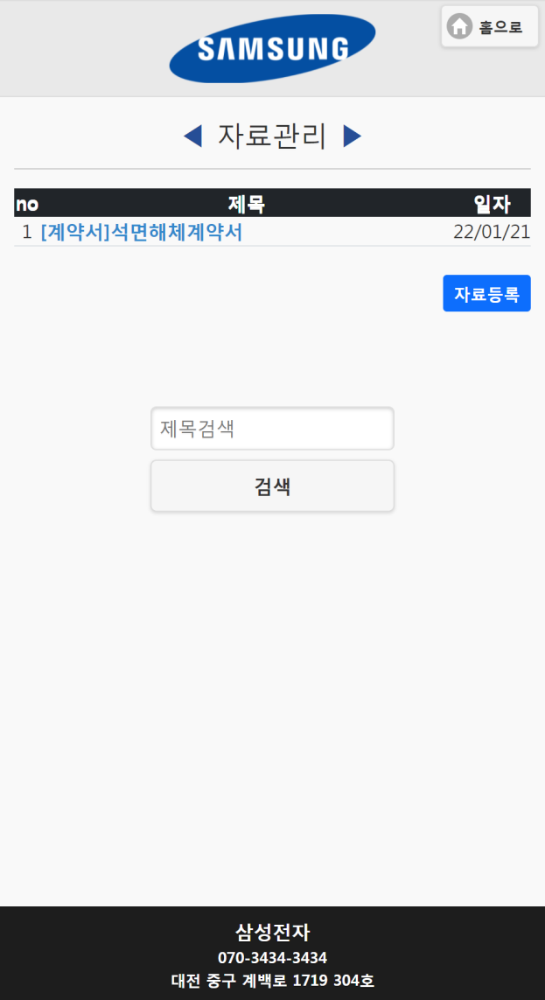 SAMSUNG
홈으로
◀ 자료관리 ▶
no 제목 일자
1 [계약서]석면해체계약서 22/01/21
자료등록
제목검색
검색
삼성전자
070-3434-3434
대전 중구 계백로 1719 304호